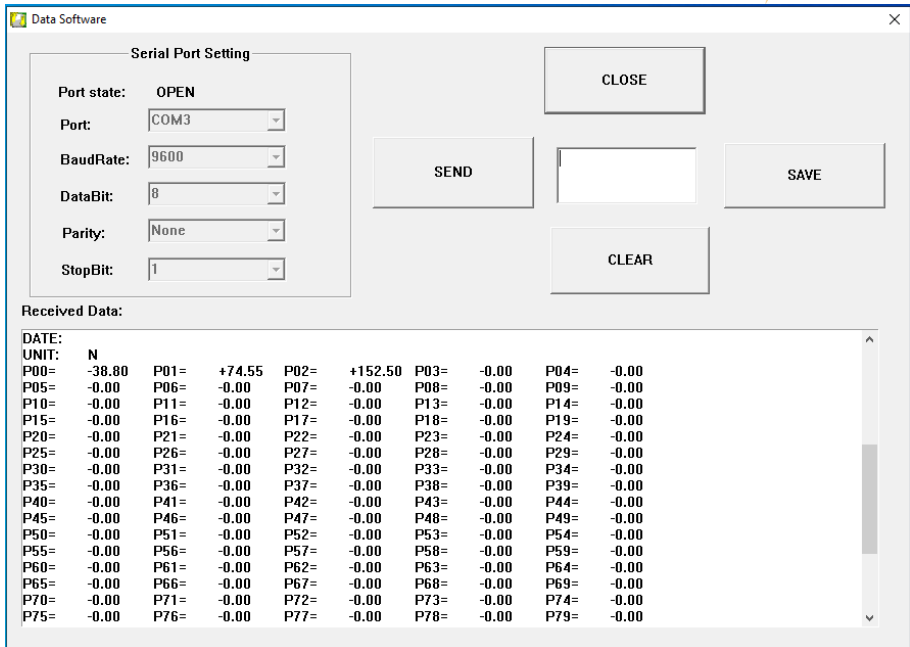 Data Software
Serial Port Setting
Port state: OPEN
Port: COM3
BaudRate: 9600
DataBit: 8
Parity: None
StopBit: 1
CLOSE
SEND
SAVE
CLEAR
Received Data:
DATE:
UNIT: N
P00= -38.80 P01= +74.55 P02= +152.50 P03= -0.00 P04= -0.00
P05= -0.00 P06= -0.00 P07= -0.00 P08= -0.00 P09= -0.00
P10= -0.00 P11= -0.00 P12= -0.00 P13= -0.00 P14= -0.00
P15= -0.00 P16= -0.00 P17= -0.00 P18= -0.00 P19= -0.00
P20= -0.00 P21= -0.00 P22= -0.00 P23= -0.00 P24= -0.00
P25= -0.00 P26= -0.00 P27= -0.00 P28= -0.00 P29= -0.00
P30= -0.00 P31= -0.00 P32= -0.00 P33= -0.00 P34= -0.00
P35= -0.00 P36= -0.00 P37= -0.00 P38= -0.00 P39= -0.00
P40= -0.00 P41= -0.00 P42= -0.00 P43= -0.00 P44= -0.00
P45= -0.00 P46= -0.00 P47= -0.00 P48= -0.00 P49= -0.00
P50= -0.00 P51= -0.00 P52= -0.00 P53= -0.00 P54= -0.00
P55= -0.00 P56= -0.00 P57= -0.00 P58= -0.00 P59= -0.00
P60= -0.00 P61= -0.00 P62= -0.00 P63= -0.00 P64= -0.00
P65= -0.00 P66= -0.00 P67= -0.00 P68= -0.00 P69= -0.00
P70= -0.00 P71= -0.00 P72= -0.00 P73= -0.00 P74= -0.00
P75= -0.00 P76= -0.00 P77= -0.00 P78= -0.00 P79= -0.00